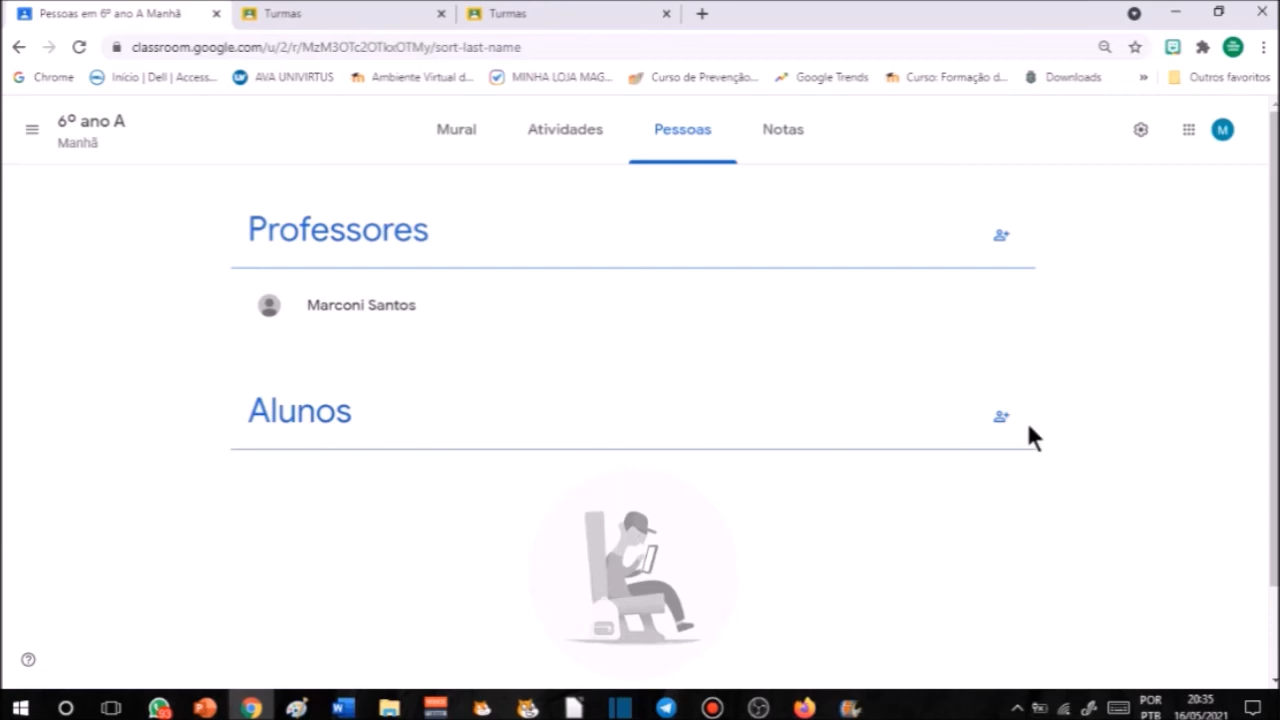 Pessoas em 6º ano A Manhã
Turmas
Turmas
classroom.google.com/u/2/r/MzM3OTc2OTkxOTMy/sort-last-name
Chrome
Início | Dell | Access...
AVA UNIVIRTUS
Ambiente Virtual d...
MINHA LOJA MAG...
Curso de Prevenção...
Google Trends
Curso: Formação d...
Downloads
»
Outros favoritos
6º ano A
Manhã
Mural
Atividades
Pessoas
Notas
M
Professores
Marconi Santos
Alunos
93
POR
PTB
20:35
16/05/2021